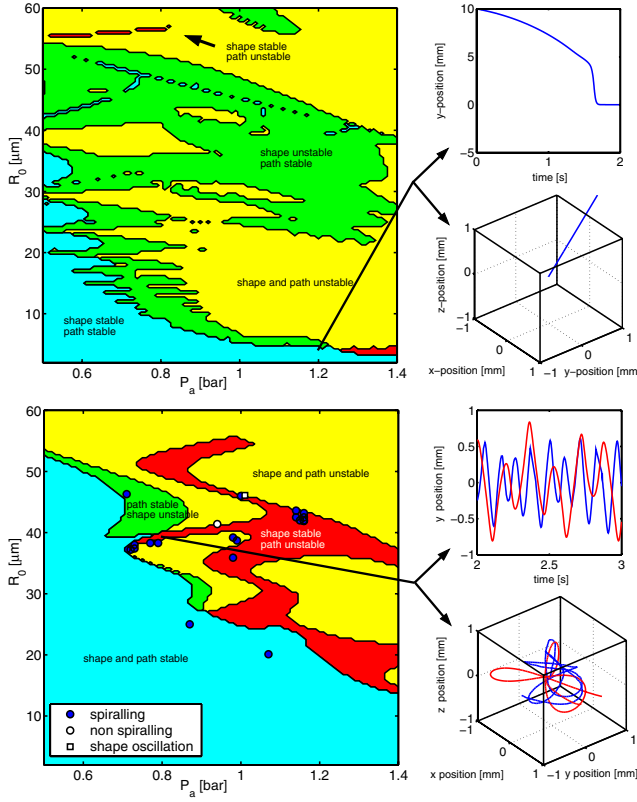 60
50
40
30
20
10
R0 [µm]
shape stable
path unstable
shape unstable
path stable
shape and path unstable
shape stable
path stable
0.6
0.8
1
1.2
1.4
Pa [bar]
10
5
0
−5
y−position [mm]
0
1
2
time [s]
1
0
−1
z−position [mm]
−1
0
1
x−position [mm]
−1
0
1
y−position [mm]
60
50
40
30
20
10
R0 [µm]
shape and path unstable
path stable
shape unstable
shape stable
path unstable
shape and path stable
spiralling
non spiralling
shape oscillation
0.6
0.8
1
1.2
1.4
Pa [bar]
1
0.5
0
−0.5
−1
y position [mm]
2
2.5
3
time [s]
1
0
−1
z position [mm]
−1
0
1
x position [mm]
−1
0
1
y position [mm]